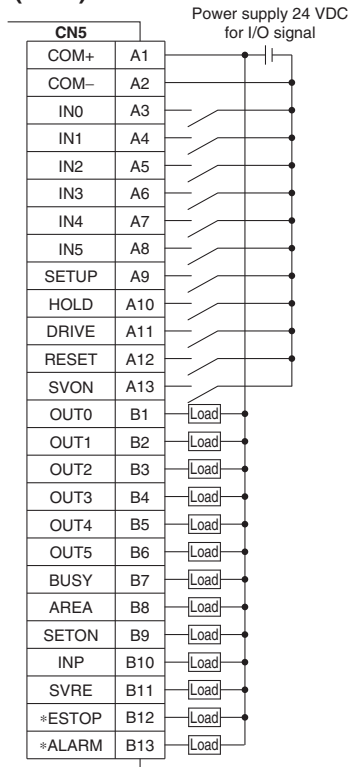 Power supply 24 VDC
for I/O signal
CN5
COM+ A1
COM– A2
IN0 A3
IN1 A4
IN2 A5
IN3 A6
IN4 A7
IN5 A8
SETUP A9
HOLD A10
DRIVE A11
RESET A12
SVON A13
OUT0 B1 Load
OUT1 B2 Load
OUT2 B3 Load
OUT3 B4 Load
OUT4 B5 Load
OUT5 B6 Load
BUSY B7 Load
AREA B8 Load
SETON B9 Load
INP B10 Load
SVRE B11 Load
∗ESTOP B12 Load
∗ALARM B13 Load